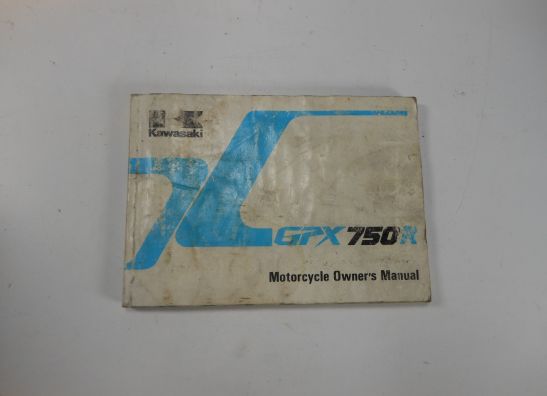 Kawasaki
GPX 750R
Motorcycle Owner's Manual